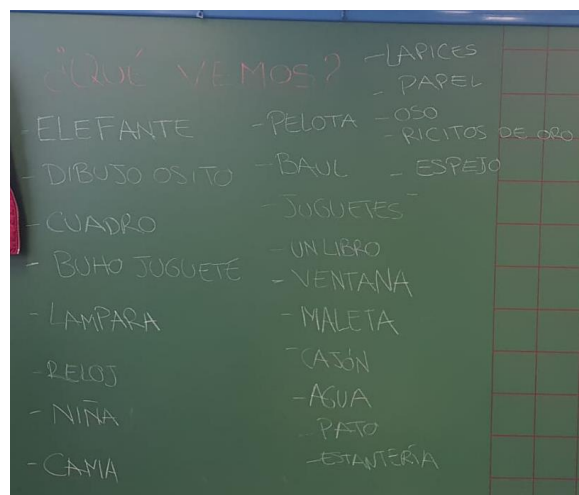 ¿QUÉ VEMOS?
- ELEFANTE
- DIBUJO OSITO
- CUADRO
- BUHO JUGUETE
- LAMPARA
- RELOJ
- NIÑA
- CAMA
- PELOTA
- BAUL
- JUGUETES
- UN LIBRO
- VENTANA
- MALETA
- CAJÓN
- AGUA
- PATO
- ESTANTERÍA
- LAPICES
- PAPEL
- OSO
- RICITOS DE ORO
- ESPEJO